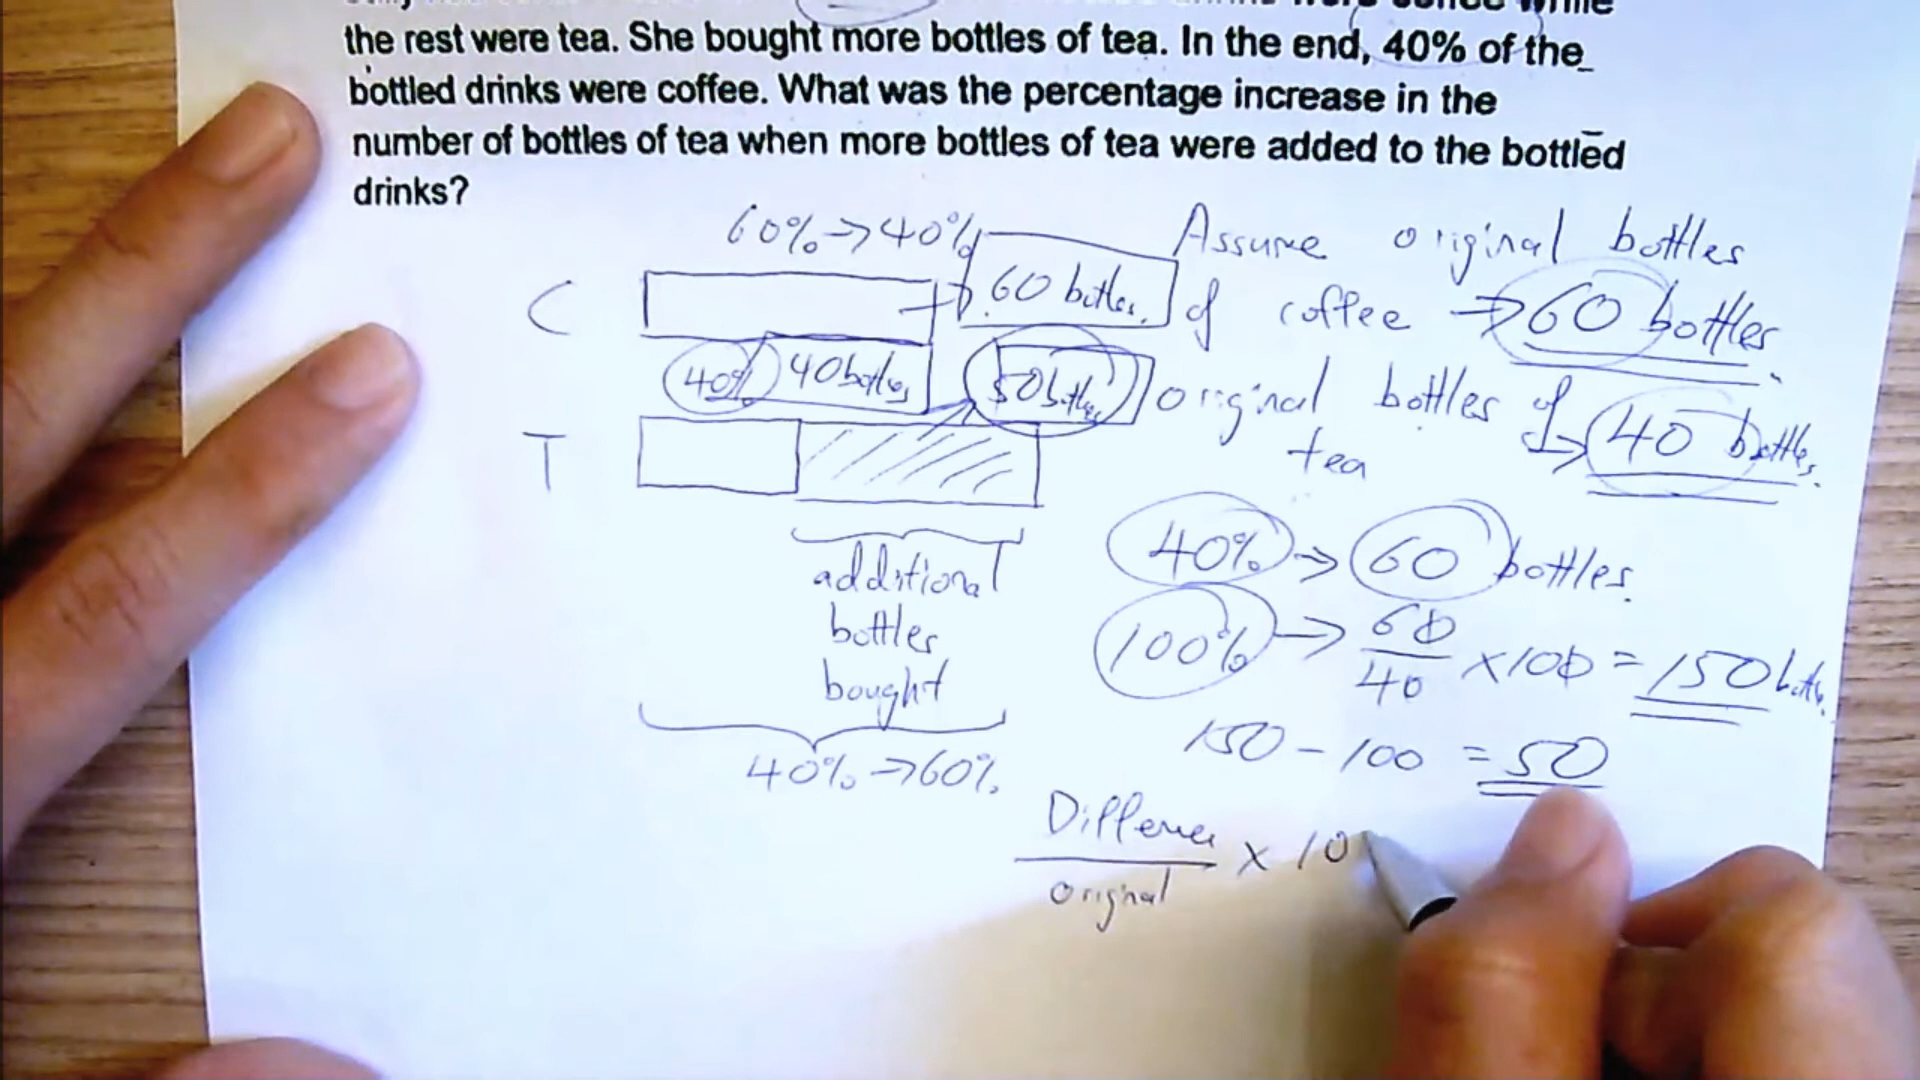 were coffee while
the rest were tea. She bought more bottles of tea. In the end, 40% of the
bottled drinks were coffee. What was the percentage increase in the
number of bottles of tea when more bottles of tea were added to the bottled
drinks?
60% → 40%
C
60 bottles.
40% 40 bottles
50 bottles
T
additional
bottles
bought
40% → 60%
Assume original bottles
of coffee → 60 bottles.
original bottles of → 40 bottles.
tea
40% → 60 bottles.
100% → 60/40 × 100 = 150 bottles.
150 - 100 = 50
Difference
× 10
original